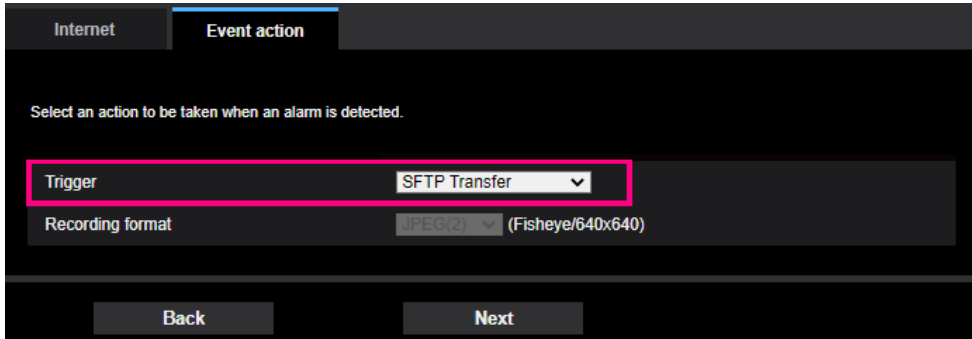 Internet Event action
Select an action to be taken when an alarm is detected.
Trigger SFTP Transfer
Recording format JPEG(2) (Fisheye/640x640)
Back Next